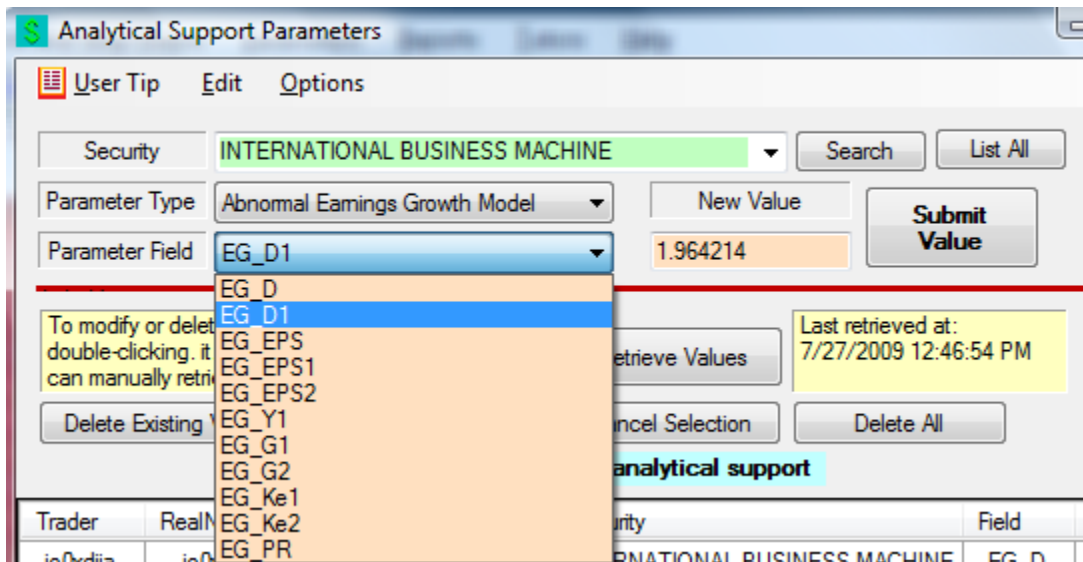 Analytical Support Parameters
User Tip Edit Options
Security INTERNATIONAL BUSINESS MACHINE Search List All
Parameter Type Abnormal Earnings Growth Model New Value Submit Value
Parameter Field EG_D1 1.964214
EG_D
EG_D1
EG_EPS
EG_EPS1
EG_EPS2
EG_Y1
EG_G1
EG_G2
EG_Ke1
EG_Ke2
EG_PR
To modify or delet
double-clicking. it
can manually retri
etrieve Values
Last retrieved at:
7/27/2009 12:46:54 PM
Delete Existing
ncel Selection Delete All
analytical support
Trader RealN urity Field
RNATIONAL BUSINESS MACHINE EG_D